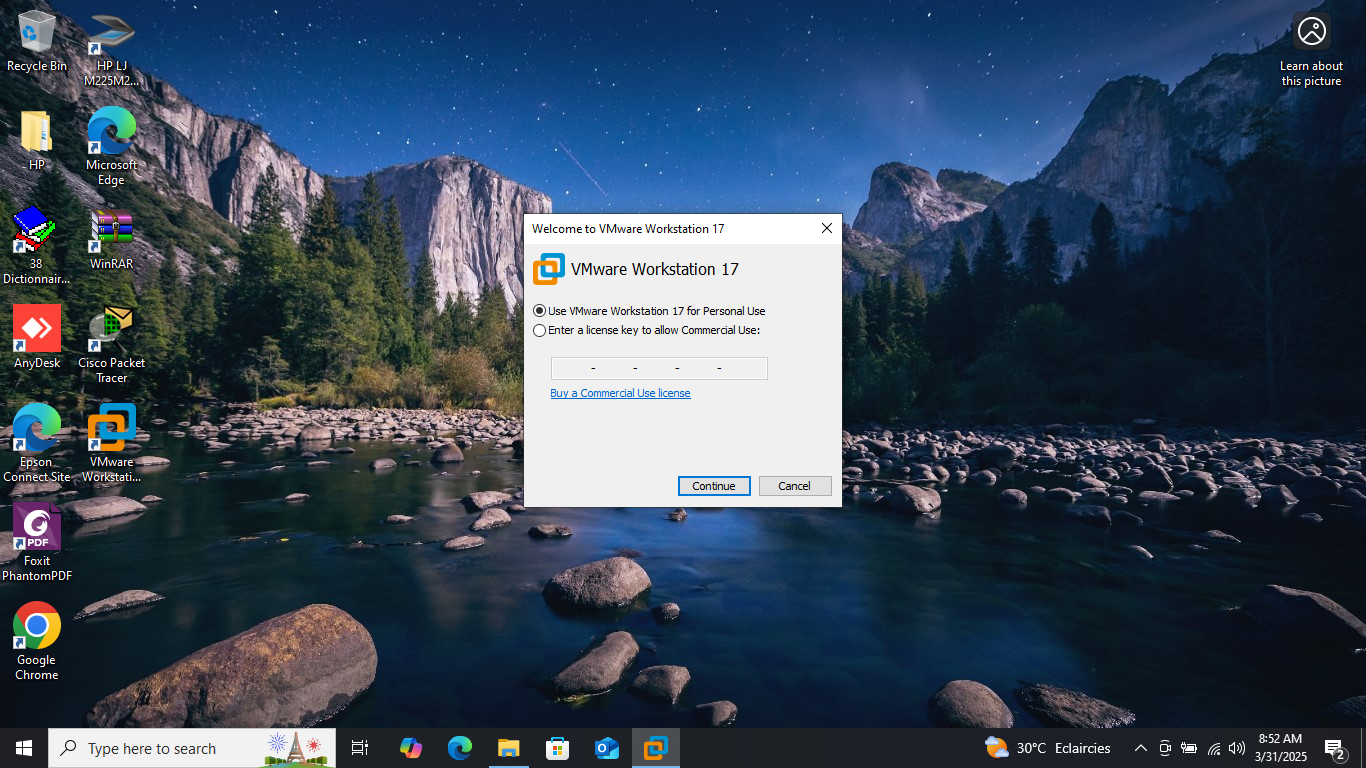 Recycle Bin
HP LJ
M225M2...
- HP
Microsoft
Edge
38
Dictionnair...
WinRAR
AnyDesk
Cisco Packet
Tracer
Epson
Connect Site
VMware
Workstati...
PDF
Foxit
PhantomPDF
Google
Chrome
Learn about
this picture
Welcome to VMware Workstation 17
VMware Workstation 17
Use VMware Workstation 17 for Personal Use
Enter a license key to allow Commercial Use:
- - - -
Buy a Commercial Use license
Continue
Cancel
Type here to search
30°C Eclaircies
8:52 AM
3/31/2025
2